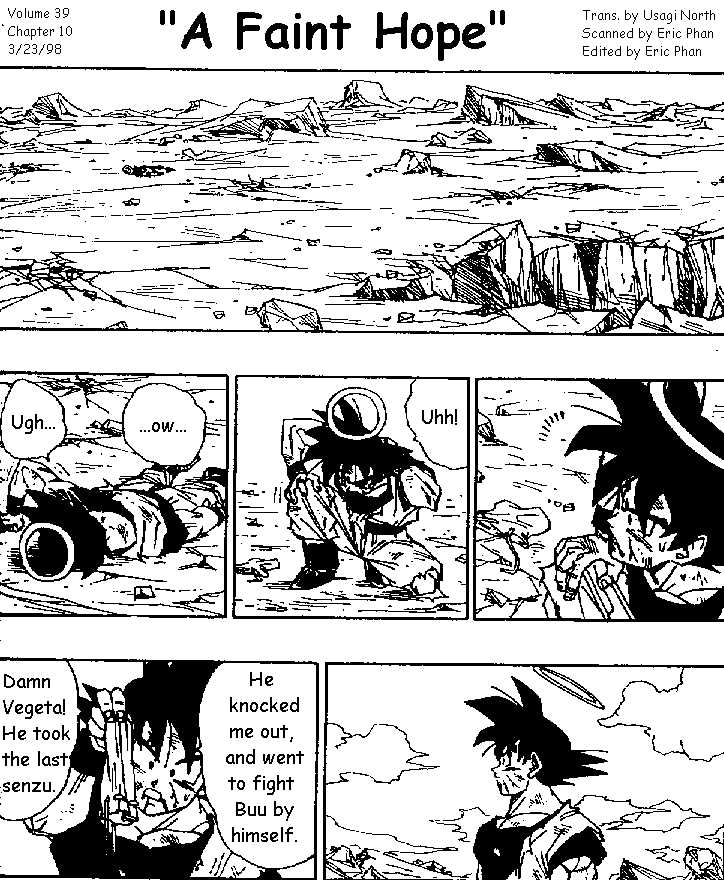 Volume 39
Chapter 10
3/23/98
"A Faint Hope"
Trans. by Usagi North
Scanned by Eric Phan
Edited by Eric Phan
Ugh...
...ow...
Uhh!
Damn
Vegeta!
He took
the last
senzu.
He
knocked
me out,
and went
to fight
Buu by
himself.